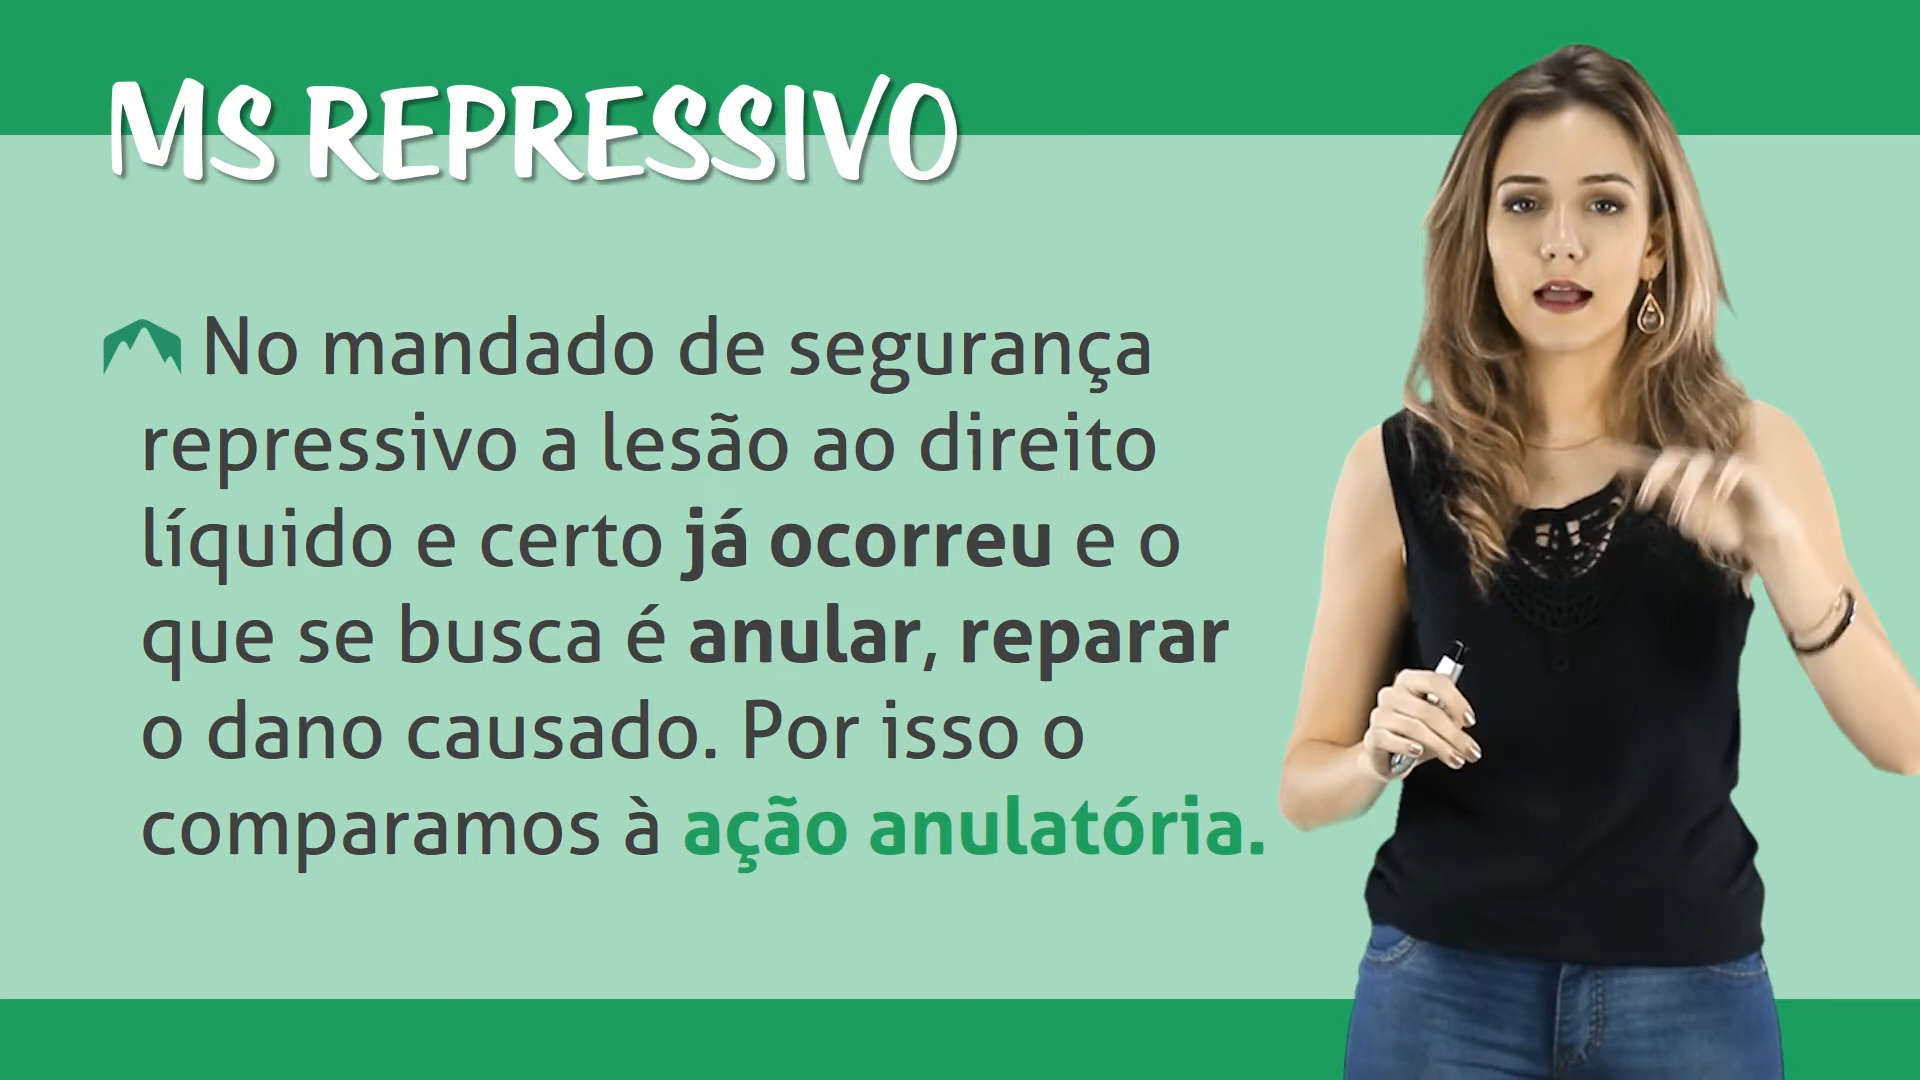 MS REPRESSIVO
No mandado de segurança
repressivo a lesão ao direito
líquido e certo já ocorreu e o
que se busca é anular, reparar
o dano causado. Por isso o
comparamos à ação anulatória.